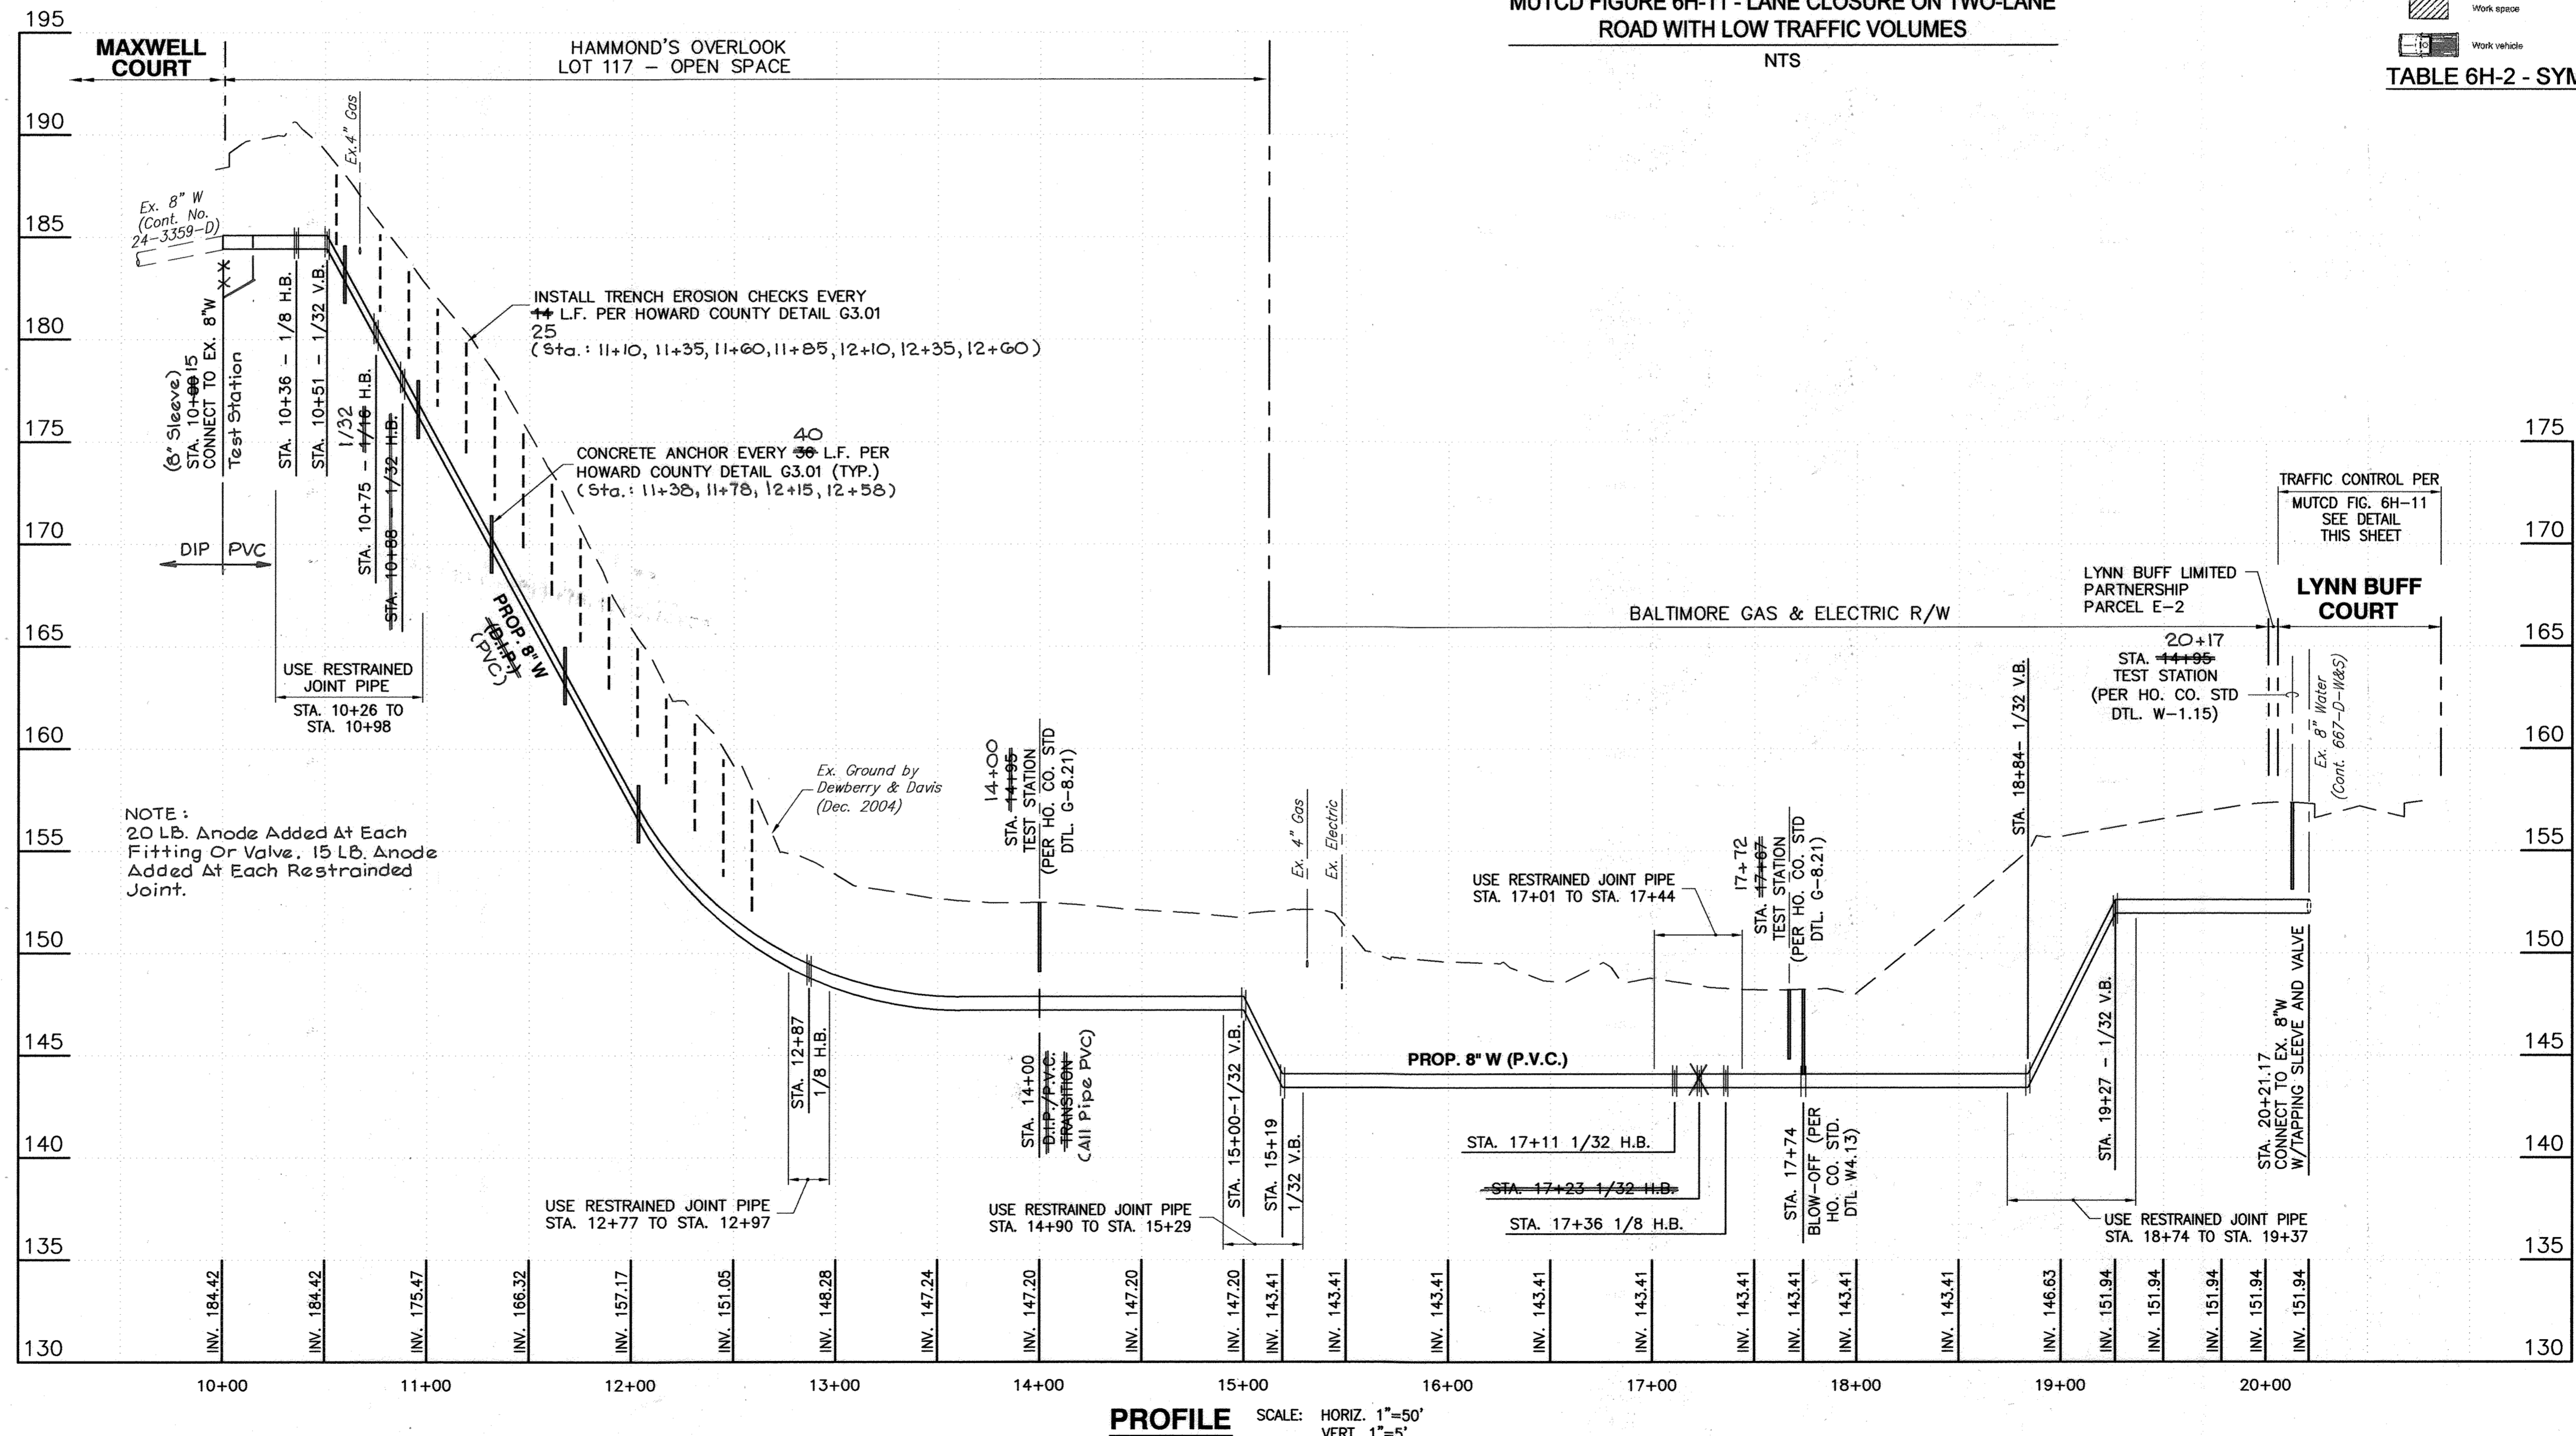 MUTCD FIGURE 6H-11 - LANE CLOSURE ON TWO-LANE
ROAD WITH LOW TRAFFIC VOLUMES
NTS
Work space
Work vehicle
TABLE 6H-2 - SYM
195
190
185
180
175
170
165
160
155
150
145
140
135
130
MAXWELL
COURT
HAMMOND'S OVERLOOK
LOT 117 - OPEN SPACE
Ex.4" Gas
Ex. 8" W
(Cont. No.
24-3359-D)
(8" Sleeve)
STA. 10+00 15
CONNECT TO EX. 8"W
Test Station
STA. 10+36 - 1/8 H.B.
STA. 10+51 - 1/32 V.B.
1/32
STA. 10+75 - 1/16 H.B.
STA. 10+88 - 1/32 H.B.
DIP
PVC
USE RESTRAINED
JOINT PIPE
STA. 10+26 TO
STA. 10+98
INSTALL TRENCH EROSION CHECKS EVERY
14 L.F. PER HOWARD COUNTY DETAIL G3.01
25
(Sta.: 11+10, 11+35, 11+60, 11+85, 12+10, 12+35, 12+60)
40
CONCRETE ANCHOR EVERY 36 L.F. PER
HOWARD COUNTY DETAIL G3.01 (TYP.)
(Sta.: 11+38, 11+78, 12+15, 12+58)
PROP. 8" W
(D.I.P.)
(PVC)
NOTE:
20 LB. Anode Added At Each
Fitting Or Valve. 15 LB. Anode
Added At Each Restrainded
Joint.
Ex. Ground by
Dewberry & Davis
(Dec. 2004)
14+00
STA. 14+95
TEST STATION
(PER HO. CO. STD
DTL. G-8.21)
STA. 12+87
1/8 H.B.
USE RESTRAINED JOINT PIPE
STA. 12+77 TO STA. 12+97
STA. 14+00
D.I.P./P.V.C.
TRANSITION
(All Pipe PVC)
USE RESTRAINED JOINT PIPE
STA. 14+90 TO STA. 15+29
STA. 15+00-1/32 V.B.
STA. 15+19
1/32 V.B.
Ex. 4" Gas
Ex. Electric
BALTIMORE GAS & ELECTRIC R/W
PROP. 8" W (P.V.C.)
USE RESTRAINED JOINT PIPE
STA. 17+01 TO STA. 17+44
17+72
STA. 17+67
TEST STATION
(PER HO. CO. STD
DTL. G-8.21)
STA. 17+11 1/32 H.B.
STA. 17+23 1/32 H.B.
STA. 17+36 1/8 H.B.
STA. 17+74
BLOW-OFF (PER
HO. CO. STD.
DTL W4.13)
STA. 18+84- 1/32 V.B.
STA. 19+27 - 1/32 V.B.
USE RESTRAINED JOINT PIPE
STA. 18+74 TO STA. 19+37
STA. 20+21.17
CONNECT TO EX. 8"W
W/TAPPING SLEEVE AND VALVE
LYNN BUFF LIMITED
PARTNERSHIP
PARCEL E-2
20+17
STA. 14+95
TEST STATION
(PER HO. CO. STD
DTL. W-1.15)
Ex. 8" Water
(Cont. 667-D-W&S)
TRAFFIC CONTROL PER
MUTCD FIG. 6H-11
SEE DETAIL
THIS SHEET
LYNN BUFF
COURT
175
170
165
160
155
150
145
140
135
130
INV. 184.42
INV. 184.42
INV. 175.47
INV. 166.32
INV. 157.17
INV. 151.05
INV. 148.28
INV. 147.24
INV. 147.20
INV. 147.20
INV. 147.20
INV. 143.41
INV. 143.41
INV. 143.41
INV. 143.41
INV. 143.41
INV. 143.41
INV. 143.41
INV. 143.41
INV. 143.41
INV. 146.63
INV. 151.94
INV. 151.94
INV. 151.94
INV. 151.94
INV. 151.94
10+00
11+00
12+00
13+00
14+00
15+00
16+00
17+00
18+00
19+00
20+00
PROFILE
SCALE: HORIZ. 1"=50'
VERT. 1"=5'